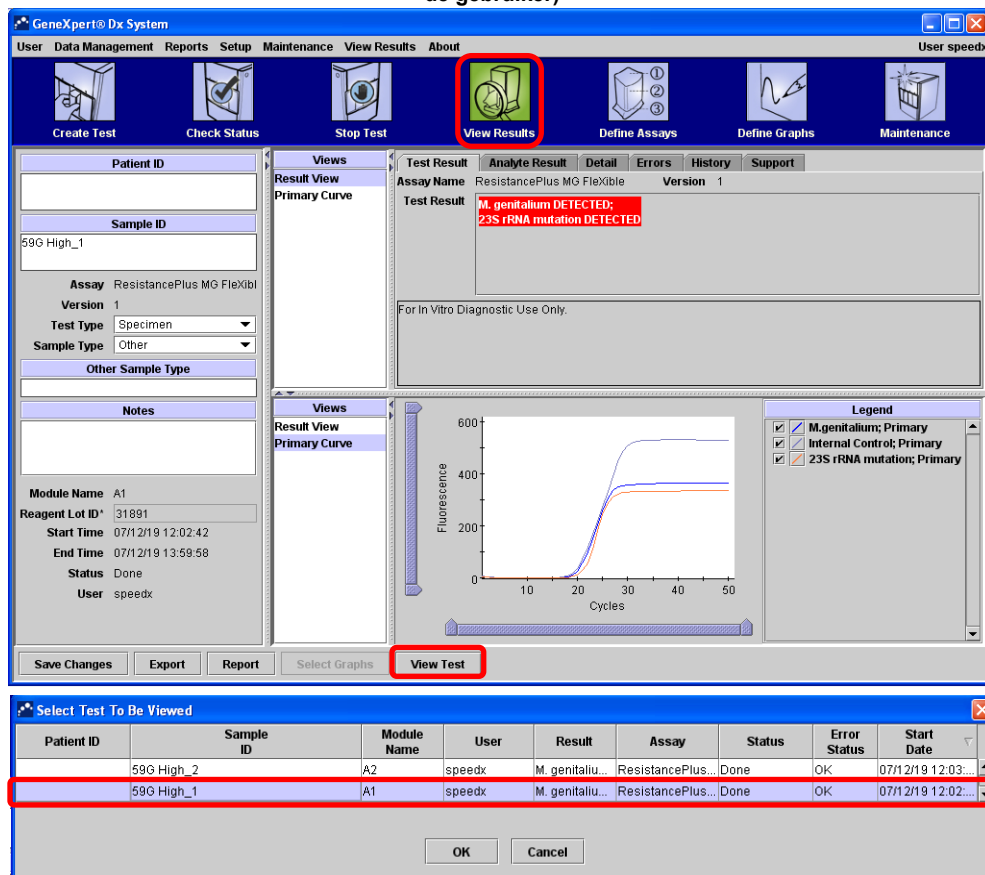 de gebruiker)
GeneXpert® Dx System
User Data Management Reports Setup Maintenance View Results About User speedx
Create Test Check Status Stop Test View Results Define Assays Define Graphs Maintenance
Patient ID
Sample ID
59G High_1
Assay ResistancePlus MG FleXibl
Version 1
Test Type Specimen
Sample Type Other
Other Sample Type
Notes
Module Name A1
Reagent Lot ID* 31891
Start Time 07/12/19 12:02:42
End Time 07/12/19 13:59:58
Status Done
User speedx
Views
Result View
Primary Curve
Test Result Analyte Result Detail Errors History Support
Assay Name ResistancePlus MG FleXible Version 1
Test Result M. genitalium DETECTED;
23S rRNA mutation DETECTED
For In Vitro Diagnostic Use Only.
Views
Result View
Primary Curve
600
400
200
0
Fluorescence
10 20 30 40 50
Cycles
Legend
M.genitalium; Primary
Internal Control; Primary
23S rRNA mutation; Primary
Save Changes Export Report Select Graphs View Test
Select Test To Be Viewed
Patient ID Sample ID Module Name User Result Assay Status Error Status Start Date
59G High_2 A2 speedx M. genitaliu... ResistancePlus... Done OK 07/12/19 12:03:...
59G High_1 A1 speedx M. genitaliu... ResistancePlus... Done OK 07/12/19 12:02:...
OK Cancel